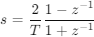 s = \frac{2}{T} \frac{1 - z^{-1}}{1 + z^{-1}}